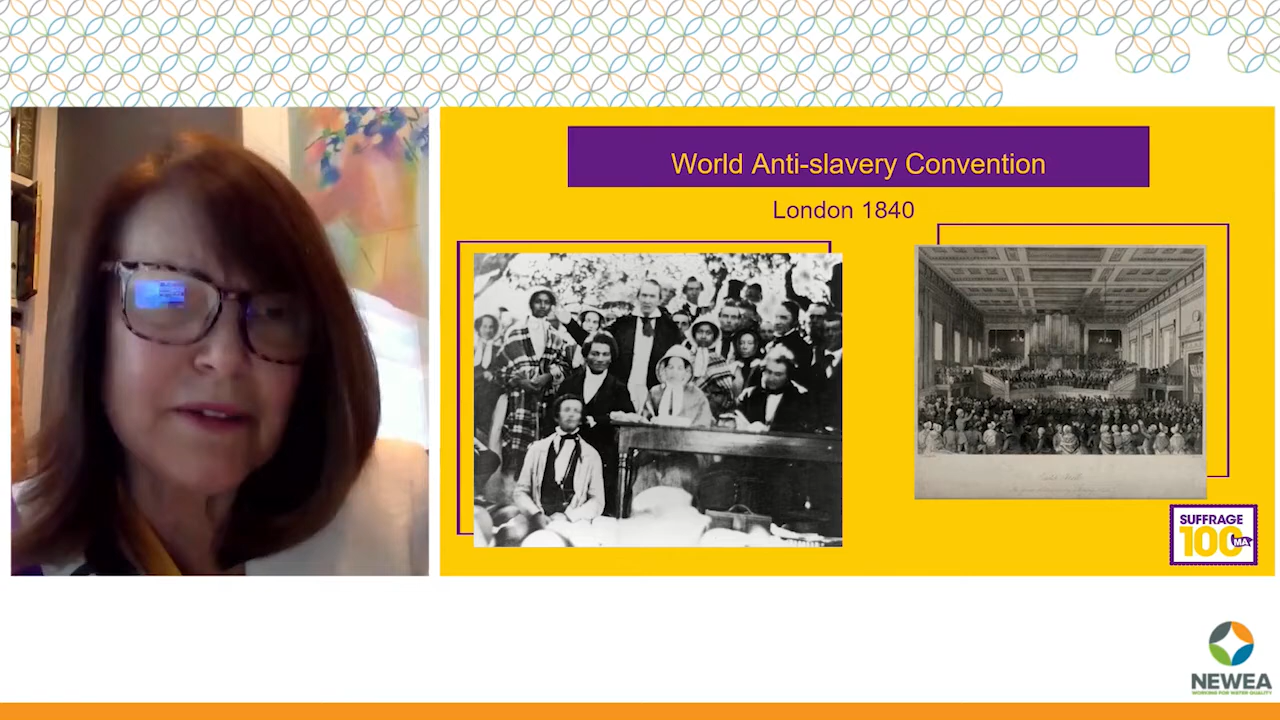 World Anti-slavery Convention
London 1840
SUFFRAGE
100
MA
NEWEA
WORKING FOR WATER QUALITY